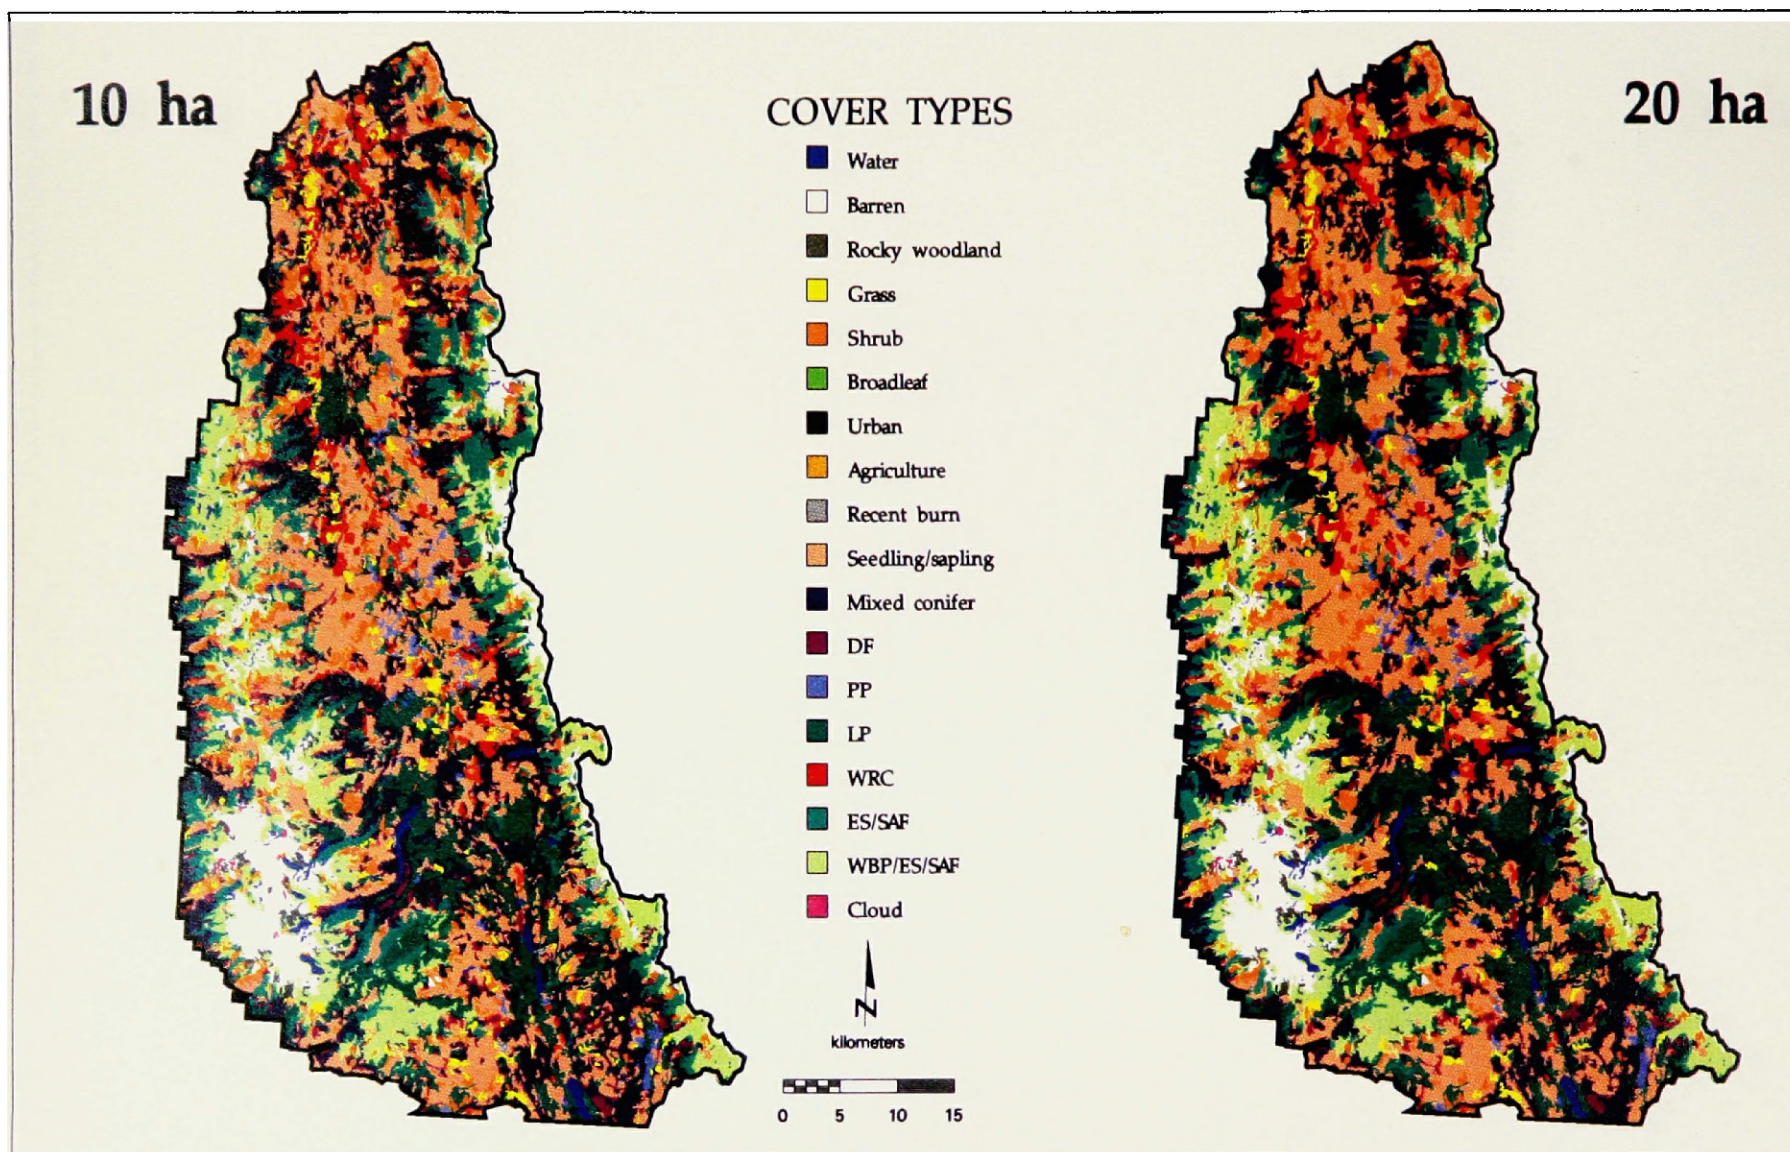 10 ha
COVER TYPES
20 ha
Water
Barren
Rocky woodland
Grass
Shrub
Broadleaf
Urban
Agriculture
Recent burn
Seedling/sapling
Mixed conifer
DF
PP
LP
WRC
ES/SAF
WBP/ES/SAF
Cloud
N
kilometers
0 5 10 15